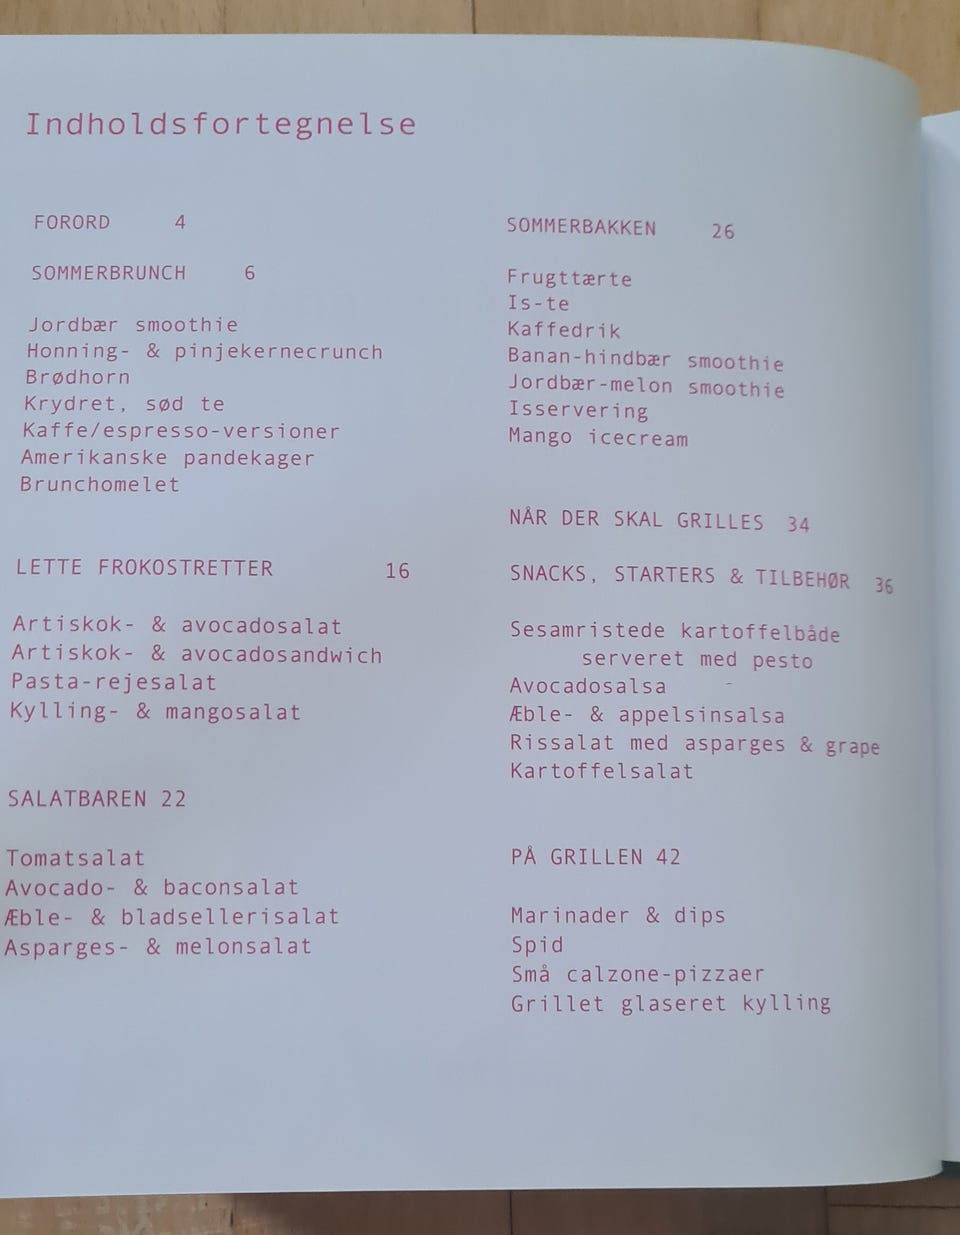 Indholdsfortegnelse
FORORD 4
SOMMERBRUNCH 6
Jordbær smoothie
Honning- & pinjekernecrunch
Brødhorn
Krydret, sød te
Kaffe/espresso-versioner
Amerikanske pandekager
Brunchomelet
LETTE FROKOSTRETTER 16
Artiskok- & avocadosalat
Artiskok- & avocadosandwich
Pasta-rejesalat
Kylling- & mangosalat
SALATBAREN 22
Tomatsalat
Avocado- & baconsalat
Æble- & bladsellerisalat
Asparges- & melonsalat
SOMMERBAKKEN 26
Frugttærte
Is-te
Kaffedrik
Banan-hindbær smoothie
Jordbær-melon smoothie
Isservering
Mango icecream
NÅR DER SKAL GRILLES 34
SNACKS, STARTERS & TILBEHØR 36
Sesamristede kartoffelbåde
serveret med pesto
Avocadosalsa
Æble- & appelsinsalsa
Rissalat med asparges & grape
Kartoffelsalat
PÅ GRILLEN 42
Marinader & dips
Spid
Små calzone-pizzaer
Grillet glaseret kylling